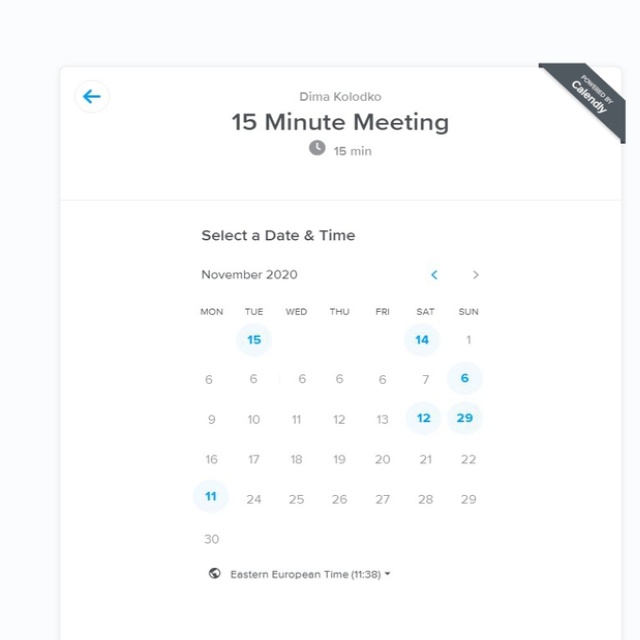 POWERED BY
Calendly
Dima Kolodko
15 Minute Meeting
15 min
Select a Date & Time
November 2020
MON TUE WED THU FRI SAT SUN
15 14 1
6 6 6 6 6 7 6
9 10 11 12 13 12 29
16 17 18 19 20 21 22
11 24 25 26 27 28 29
30
Eastern European Time (11:38)